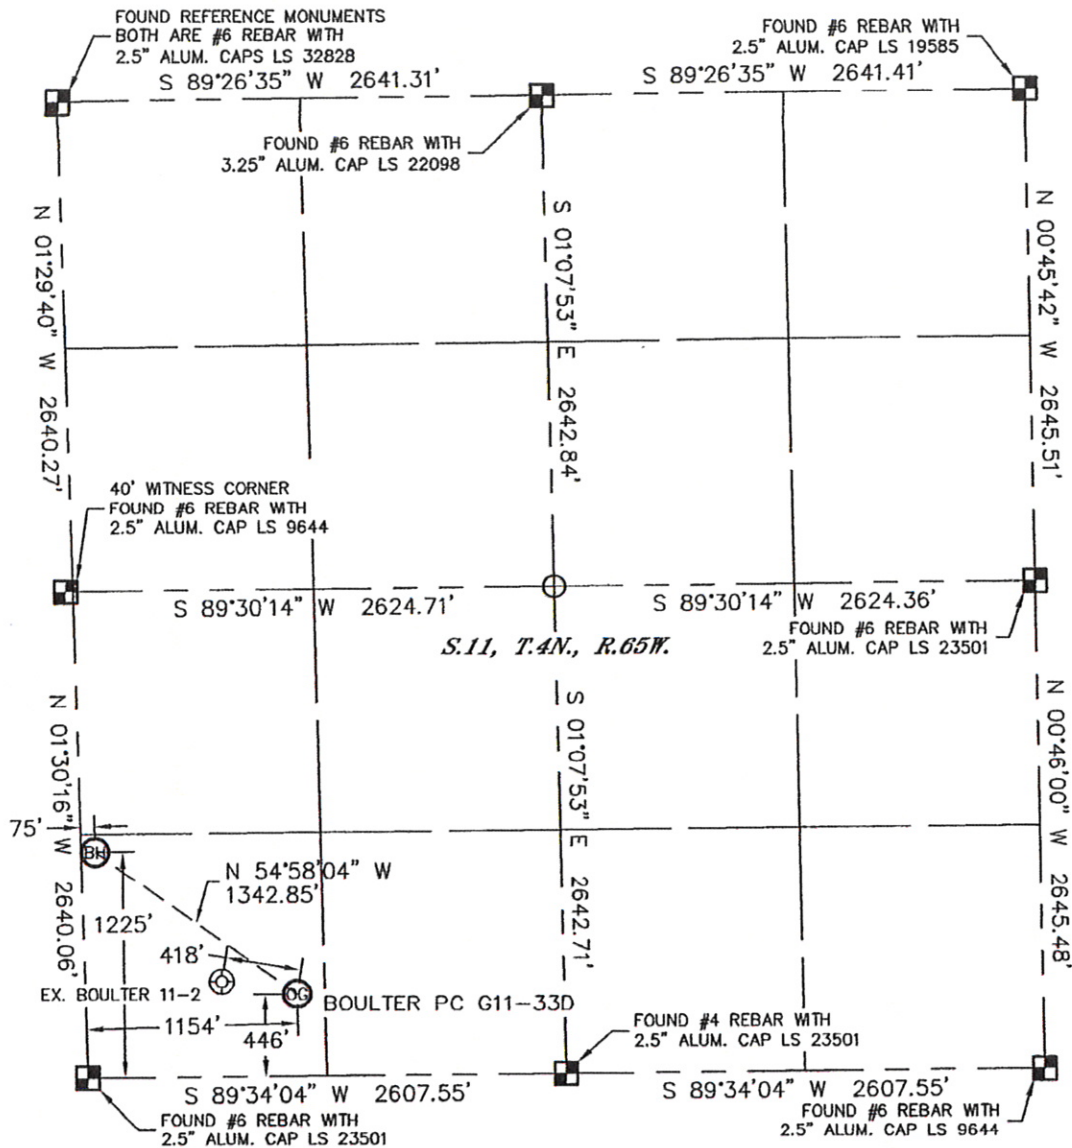 FOUND REFERENCE MONUMENTS
BOTH ARE #6 REBAR WITH
2.5" ALUM. CAPS LS 32828
S 89°26'35" W 2641.31'
FOUND #6 REBAR WITH
2.5" ALUM. CAP LS 19585
S 89°26'35" W 2641.41'
FOUND #6 REBAR WITH
3.25" ALUM. CAP LS 22098
N 01°29'40" W 2640.27'
S 01°07'53" E 2642.84'
N 00°45'42" W 2645.51'
40' WITNESS CORNER
FOUND #6 REBAR WITH
2.5" ALUM. CAP LS 9644
S 89°30'14" W 2624.71'
S 89°30'14" W 2624.36'
FOUND #6 REBAR WITH
2.5" ALUM. CAP LS 23501
S.11, T.4N., R.65W.
N 01°30'16" W 2640.06'
S 01°07'53" E 2642.71'
N 00°46'00" W 2645.48'
75'
BH
N 54°58'04" W
1342.85'
1225'
418'
EX. BOULTER 11-2
OG
BOULTER PC G11-33D
1154'
446'
FOUND #4 REBAR WITH
2.5" ALUM. CAP LS 23501
S 89°34'04" W 2607.55'
S 89°34'04" W 2607.55'
FOUND #6 REBAR WITH
2.5" ALUM. CAP LS 23501
FOUND #6 REBAR WITH
2.5" ALUM. CAP LS 9644